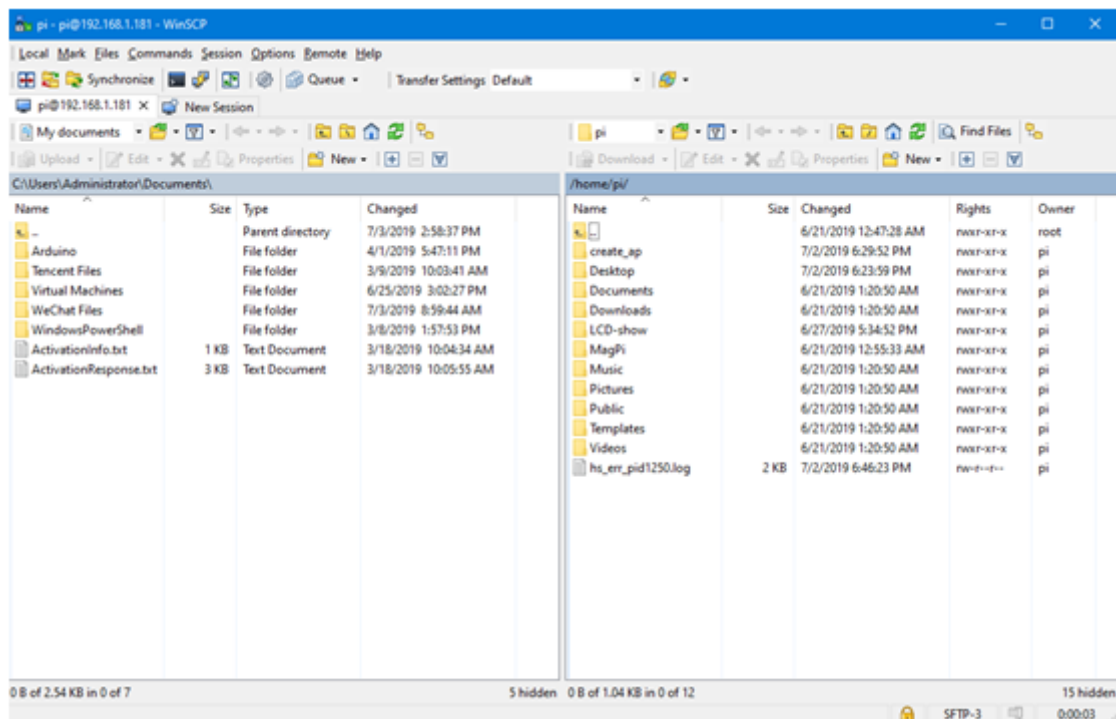 pi - pi@192.168.1.181 - WinSCP
Local Mark Files Commands Session Options Remote Help
Synchronize Queue Transfer Settings Default
pi@192.168.1.181 New Session
My documents
Upload Edit Properties New
C:\Users\Administrator\Documents\
Name Size Type Changed
.. Parent directory 7/3/2019 2:58:37 PM
Arduino File folder 4/1/2019 5:47:11 PM
Tencent Files File folder 3/9/2019 10:03:41 AM
Virtual Machines File folder 6/25/2019 3:02:27 PM
WeChat Files File folder 7/3/2019 8:59:44 AM
WindowsPowerShell File folder 3/8/2019 1:57:53 PM
ActivationInfo.txt 1 KB Text Document 3/18/2019 10:04:34 AM
ActivationResponse.txt 3 KB Text Document 3/18/2019 10:05:55 AM
0 B of 2.54 KB in 0 of 7 5 hidden
pi Find Files
Download Edit Properties New
/home/pi/
Name Size Changed Rights Owner
.. 6/21/2019 12:47:28 AM rwxr-xr-x root
create_ap 7/2/2019 6:29:52 PM rwxr-xr-x pi
Desktop 7/2/2019 6:23:59 PM rwxr-xr-x pi
Documents 6/21/2019 1:20:50 AM rwxr-xr-x pi
Downloads 6/21/2019 1:20:50 AM rwxr-xr-x pi
LCD-show 6/27/2019 5:34:52 PM rwxr-xr-x pi
MagPi 6/21/2019 12:55:33 AM rwxr-xr-x pi
Music 6/21/2019 1:20:50 AM rwxr-xr-x pi
Pictures 6/21/2019 1:20:50 AM rwxr-xr-x pi
Public 6/21/2019 1:20:50 AM rwxr-xr-x pi
Templates 6/21/2019 1:20:50 AM rwxr-xr-x pi
Videos 6/21/2019 1:20:50 AM rwxr-xr-x pi
hs_err_pid1250.log 2 KB 7/2/2019 6:46:23 PM rw-r--r-- pi
0 B of 1.04 KB in 0 of 12 15 hidden
SFTP-3 0:00:03